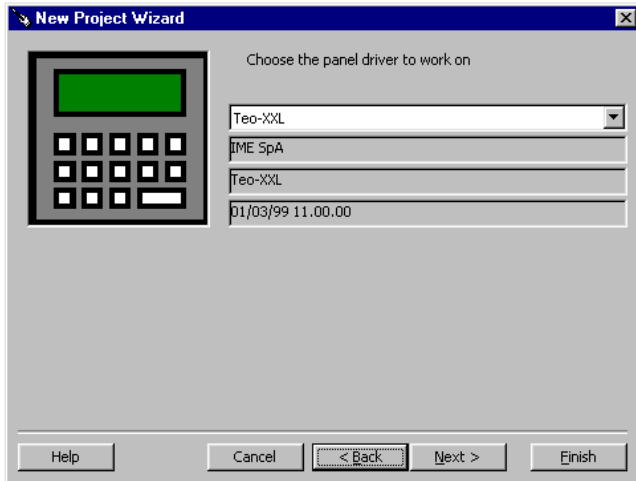 New Project Wizard
Choose the panel driver to work on
Teo-XXL
IME SpA
Teo-XXL
01/03/99 11.00.00
Help Cancel < Back Next > Finish